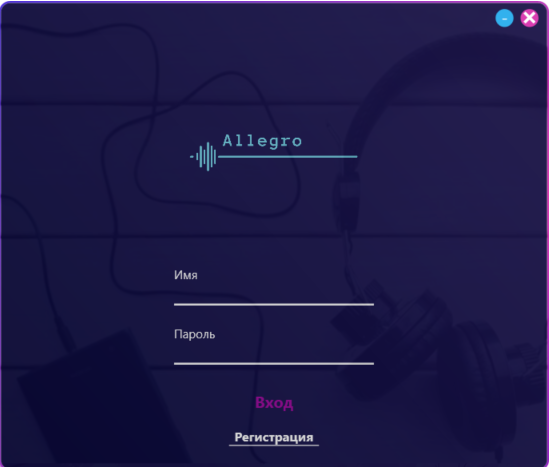 Allegro
Имя
Пароль
Вход
Регистрация